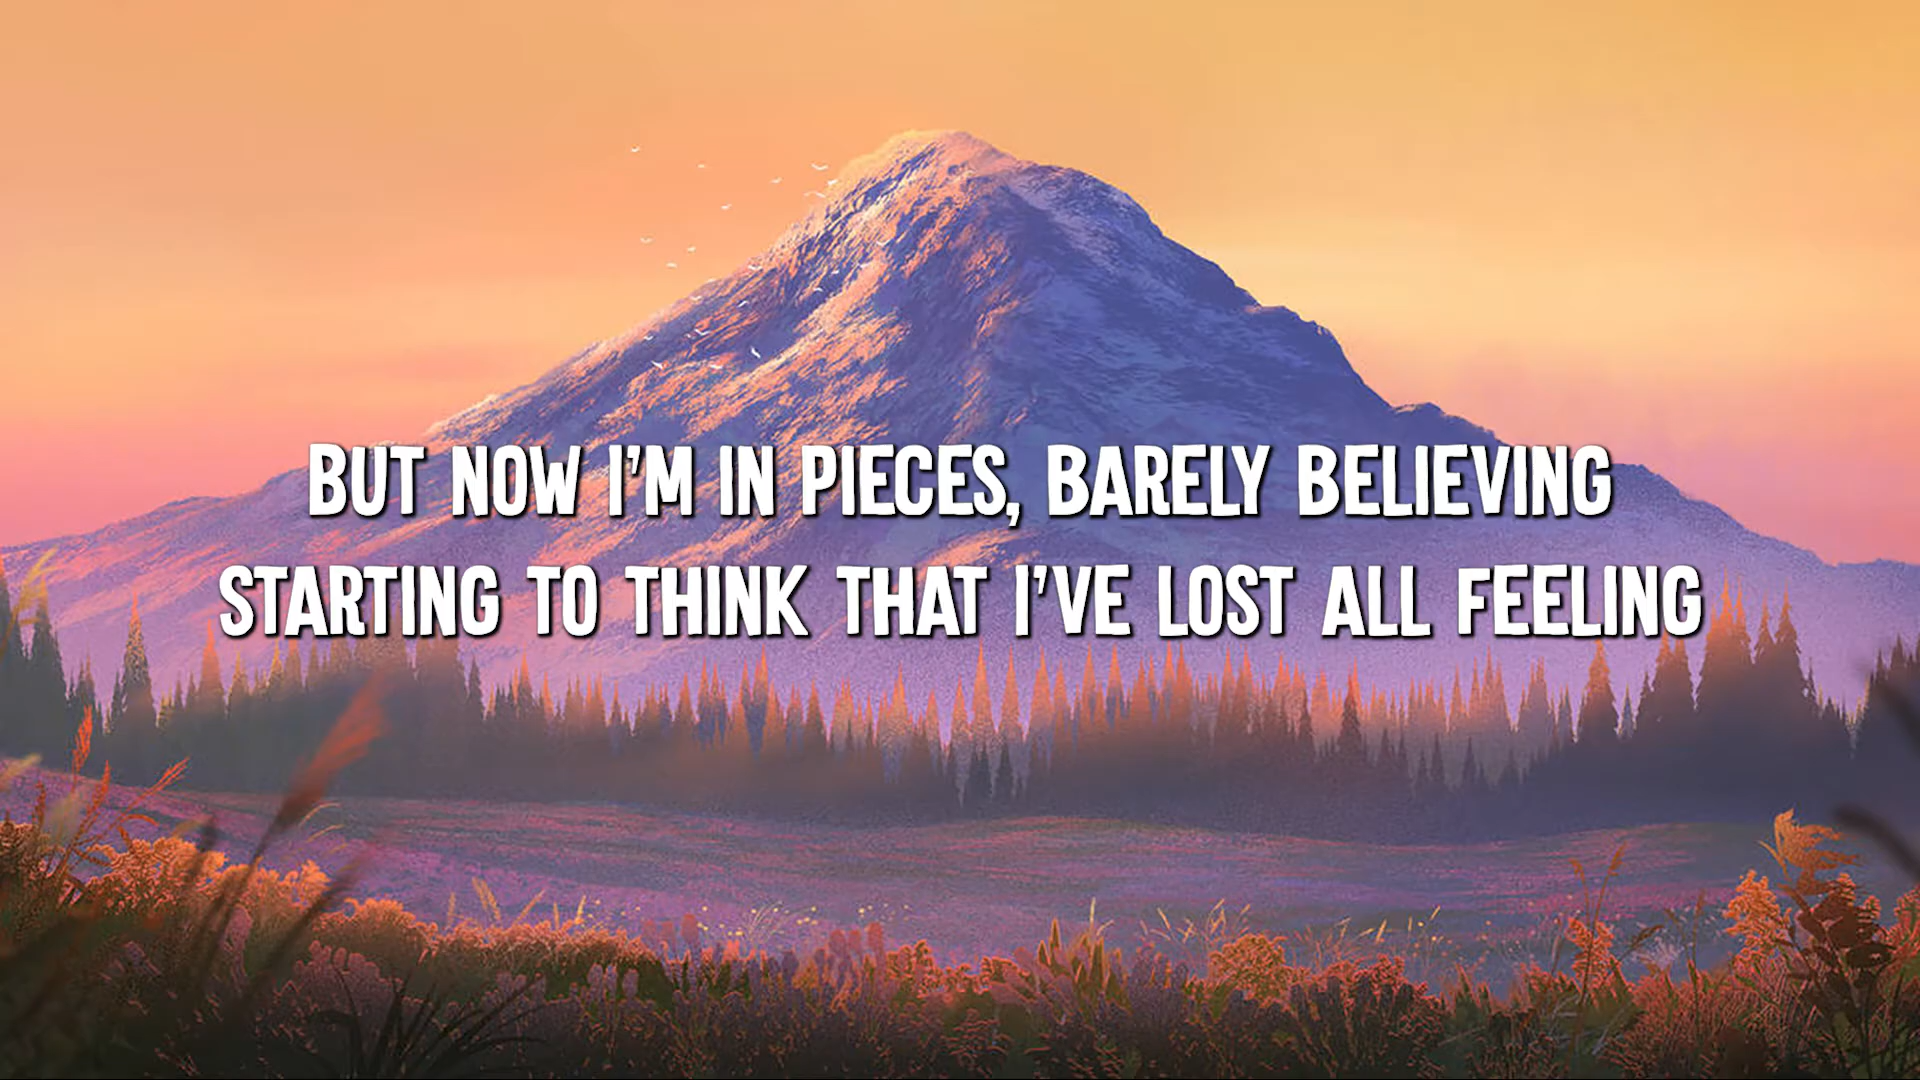 BUT NOW I'M IN PIECES, BARELY BELIEVING
STARTING TO THINK THAT I'VE LOST ALL FEELING